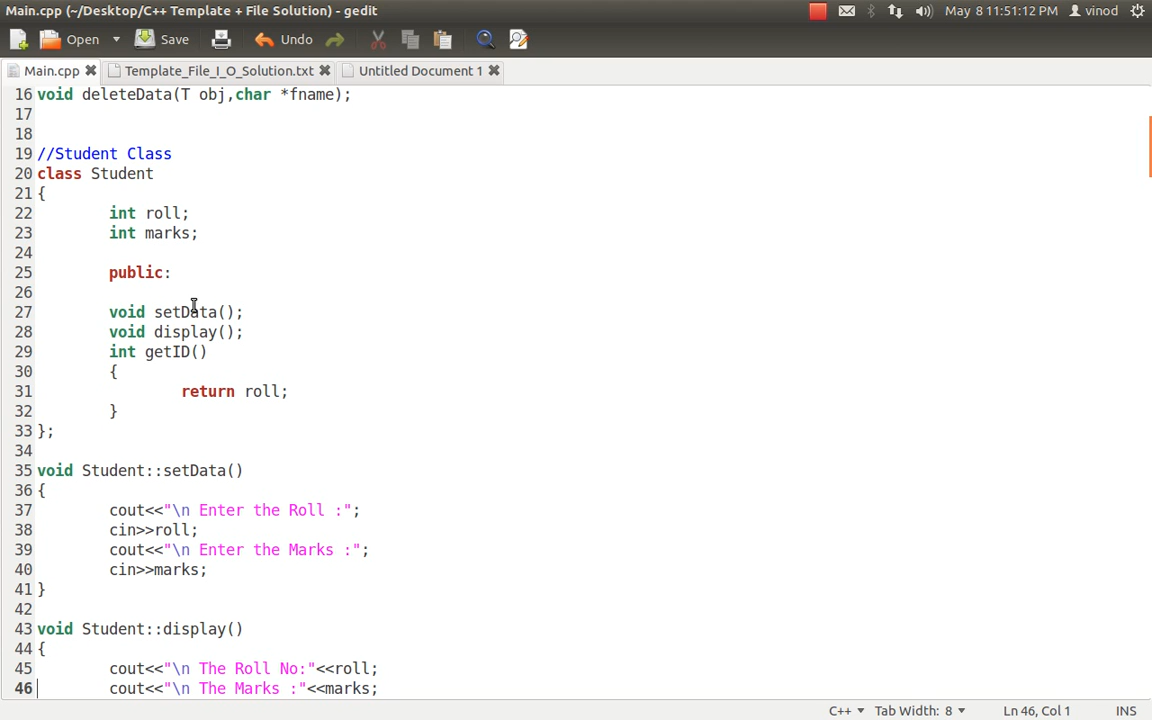 Main.cpp (~/Desktop/C++ Template + File Solution) - gedit May 8 11:51:12 PM vinod
Open Save Undo
Main.cpp Template_File_I_O_Solution.txt Untitled Document 1
16 void deleteData(T obj,char *fname);
17
18
19 //Student Class
20 class Student
21 {
22 int roll;
23 int marks;
24
25 public:
26
27 void setData();
28 void display();
29 int getID()
30 {
31 return roll;
32 }
33 };
34
35 void Student::setData()
36 {
37 cout<<"\n Enter the Roll :";
38 cin>>roll;
39 cout<<"\n Enter the Marks :";
40 cin>>marks;
41 }
42
43 void Student::display()
44 {
45 cout<<"\n The Roll No:"<<roll;
46 cout<<"\n The Marks :"<<marks;
C++ Tab Width: 8 Ln 46, Col 1 INS